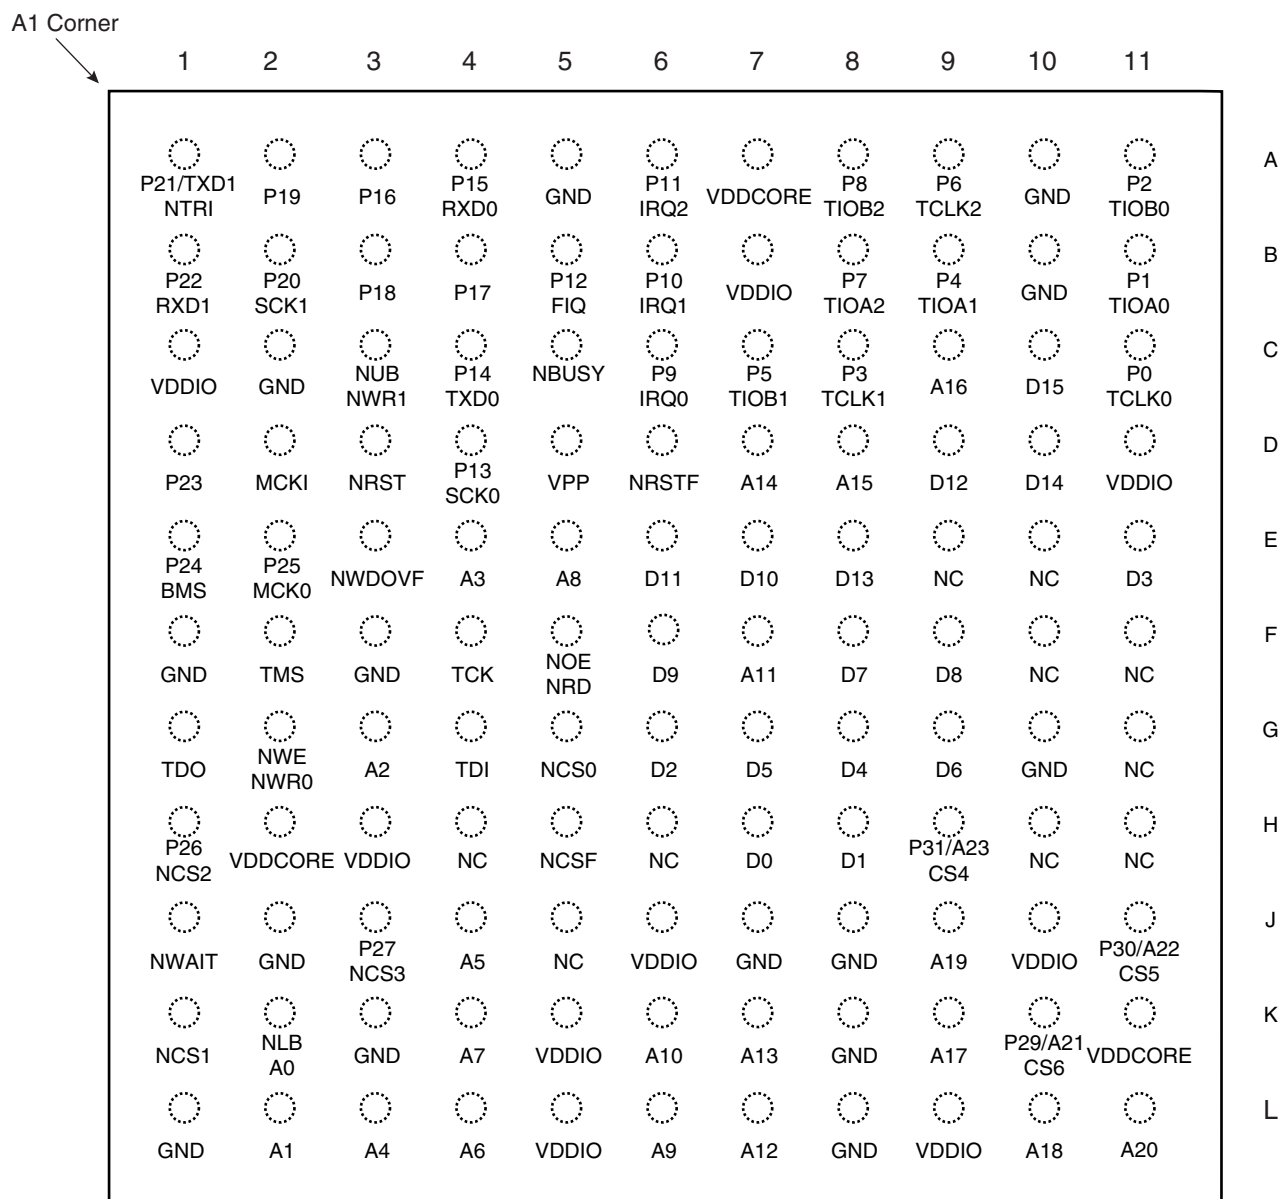 A1 Corner
1 2 3 4 5 6 7 8 9 10 11
A
P21/TXD1 P19 P16 P15 GND P11 VDDCORE P8 P6 GND P2
NTRI RXD0 IRQ2 TIOB2 TCLK2 TIOB0
B
P22 P20 P18 P17 P12 P10 VDDIO P7 P4 GND P1
RXD1 SCK1 FIQ IRQ1 TIOA2 TIOA1 TIOA0
C
VDDIO GND NUB P14 NBUSY P9 P5 P3 A16 D15 P0
NWR1 TXD0 IRQ0 TIOB1 TCLK1 TCLK0
D
P23 MCKI NRST P13 VPP NRSTF A14 A15 D12 D14 VDDIO
SCK0
E
P24 P25 NWDOVF A3 A8 D11 D10 D13 NC NC D3
BMS MCK0
F
GND TMS GND TCK NOE D9 A11 D7 D8 NC NC
NRD
G
TDO NWE A2 TDI NCS0 D2 D5 D4 D6 GND NC
NWR0
H
P26 VDDCORE VDDIO NC NCSF NC D0 D1 P31/A23 NC NC
NCS2 CS4
J
NWAIT GND P27 A5 NC VDDIO GND GND A19 VDDIO P30/A22
NCS3 CS5
K
NCS1 NLB GND A7 VDDIO A10 A13 GND A17 P29/A21 VDDCORE
A0 CS6
L
GND A1 A4 A6 VDDIO A9 A12 GND VDDIO A18 A20